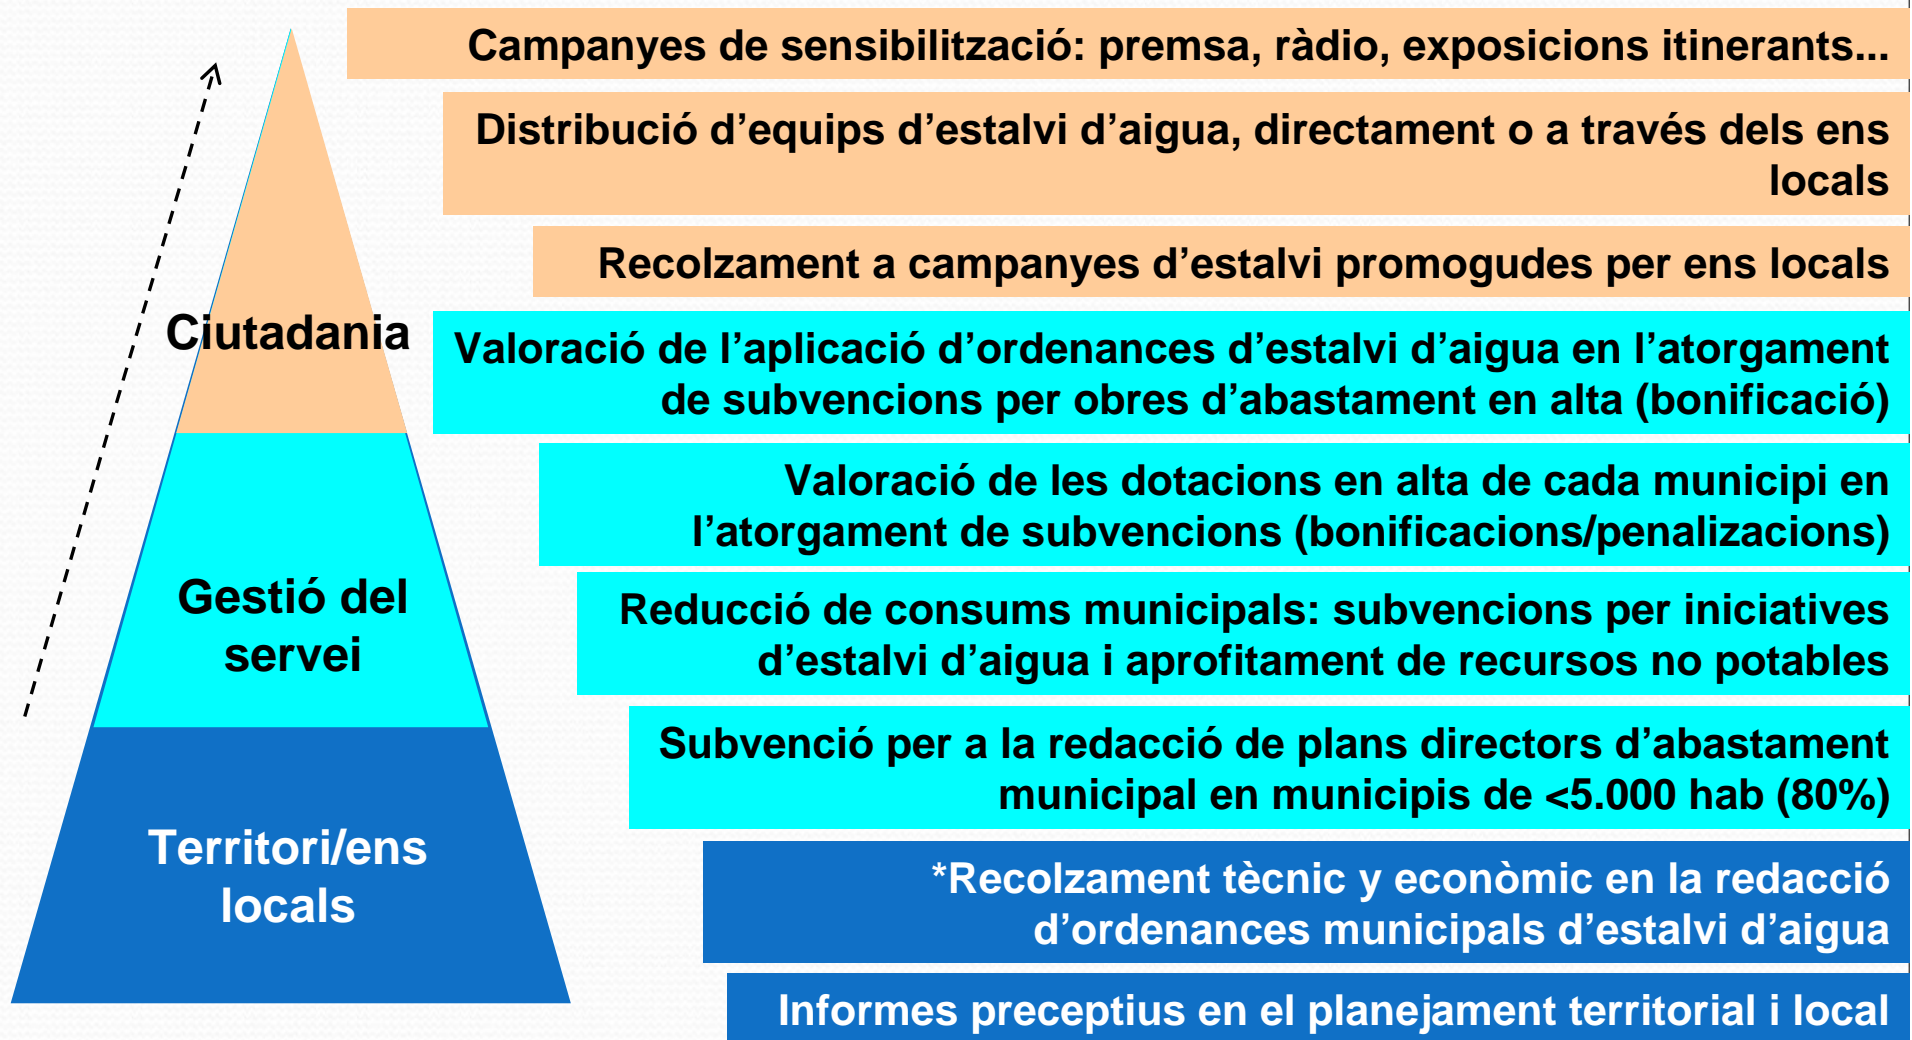 Campanyes de sensibilització: premsa, ràdio, exposicions itinerants...
Distribució d’equips d’estalvi d’aigua, directament o a través dels ens
locals
Recolzament a campanyes d’estalvi promogudes per ens locals
Ciutadania
Valoració de l’aplicació d’ordenances d’estalvi d’aigua en l’atorgament
de subvencions per obres d’abastament en alta (bonificació)
Valoració de les dotacions en alta de cada municipi en
l’atorgament de subvencions (bonificacions/penalizacions)
Gestió del
servei
Reducció de consums municipals: subvencions per iniciatives
d’estalvi d’aigua i aprofitament de recursos no potables
Subvenció per a la redacció de plans directors d’abastament
municipal en municipis de <5.000 hab (80%)
Territori/ens
locals
*Recolzament tècnic y econòmic en la redacció
d’ordenances municipals d’estalvi d’aigua
Informes preceptius en el planejament territorial i local